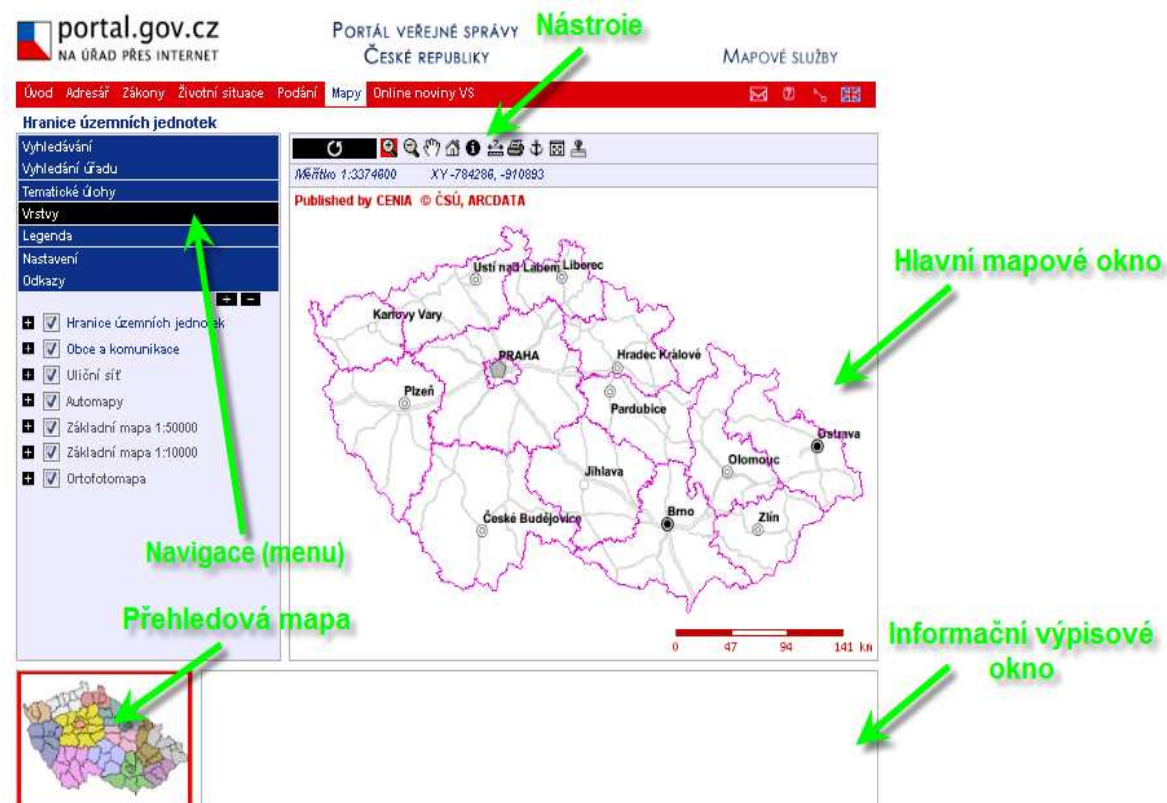 portal.gov.cz
NA ÚŘAD PŘES INTERNET
PORTÁL VEŘEJNÉ SPRÁVY
ČESKÉ REPUBLIKY
Nástroje
MAPOVÉ SLUŽBY
Úvod Adresář Zákony Životní situace Podání Mapy Online noviny VS
Hranice územních jednotek
Vyhledávání
Vyhledání úřadu
Tematické úlohy
Vrstvy
Legenda
Nastavení
Odkazy
Hranice územních jednotek
Obce a komunikace
Uliční síť
Automapy
Základní mapa 1:50000
Základní mapa 1:10000
Ortofotomapa
Navigace (menu)
Přehledová mapa
Měřítko 1:3374600 XY -784286, -910893
Published by CENIA © ČSÚ, ARCDATA
Ústí nad Labem
Liberec
Karlovy Vary
PRAHA
Hradec Králové
Plzeň
Pardubice
Ostrava
Olomouc
Jihlava
Brno
Zlín
České Budějovice
0 47 94 141 km
Hlavní mapové okno
Informační výpisové
okno